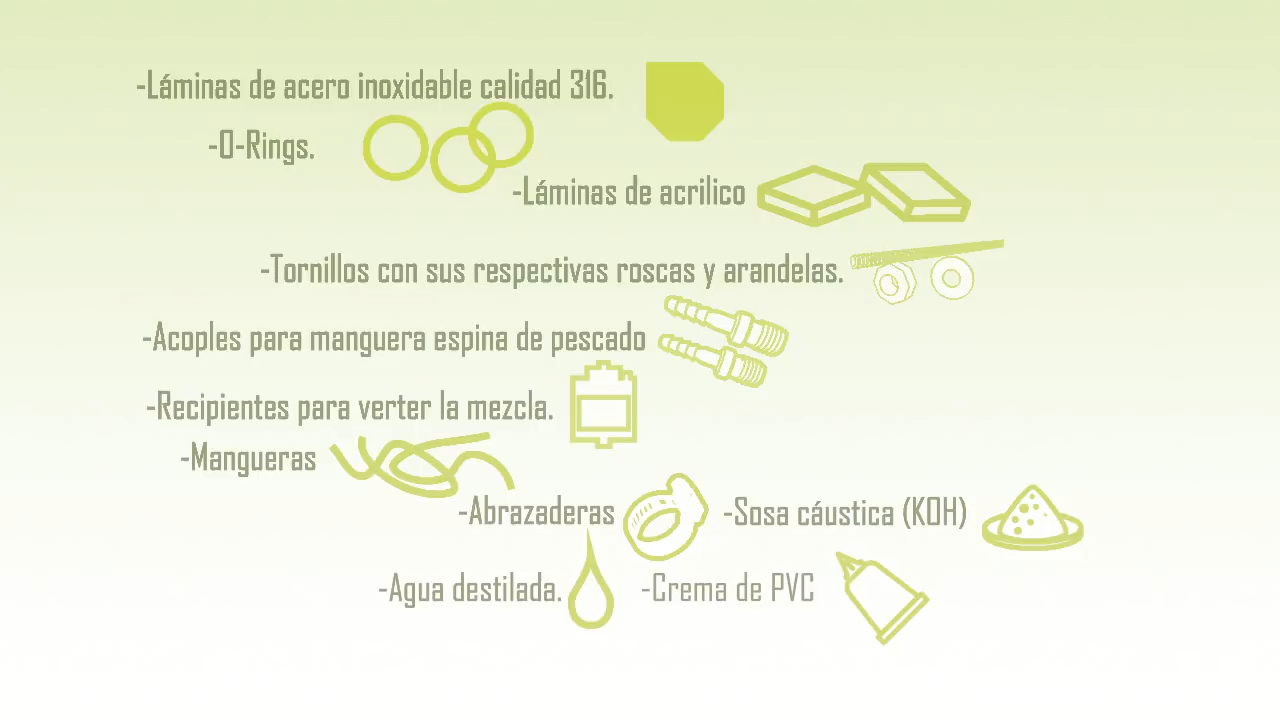 -Láminas de acero inoxidable calidad 316.
-O-Rings.
-Láminas de acrilico
-Tornillos con sus respectivas roscas y arandelas.
-Acoples para manguera espina de pescado
-Recipientes para verter la mezcla.
-Mangueras
-Abrazaderas
-Sosa cáustica (KOH)
-Agua destilada.
-Crema de PVC